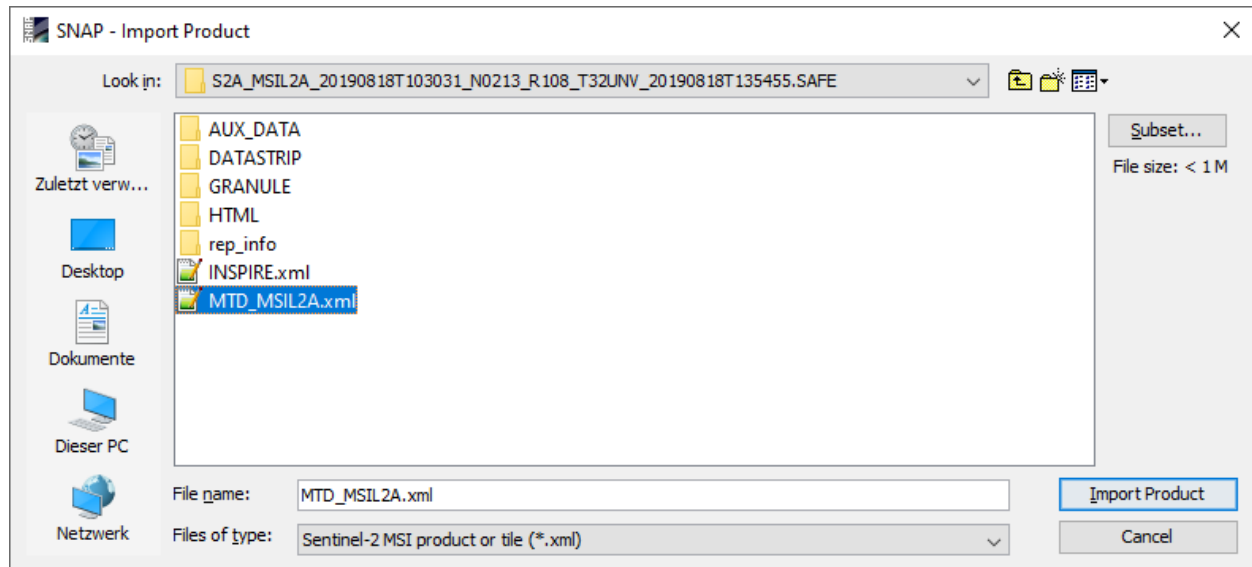 SNAP - Import Product
Look in:
S2A_MSIL2A_20190818T103031_N0213_R108_T32UNV_20190818T135455.SAFE
Zuletzt verw...
Desktop
Dokumente
Dieser PC
Netzwerk
AUX_DATA
DATASTRIP
GRANULE
HTML
rep_info
INSPIRE.xml
MTD_MSIL2A.xml
Subset...
File size: < 1 M
File name:
MTD_MSIL2A.xml
Import Product
Files of type:
Sentinel-2 MSI product or tile (*.xml)
Cancel